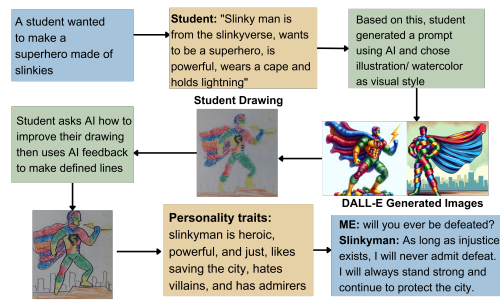 A student wanted
to make a
superhero made of
slinkies
Student: "Slinky man is
from the slinkyverse, wants
to be a superhero, is
powerful, wears a cape and
holds lightning"
Based on this, student
generated a prompt
using AI and chose
illustration/ watercolor
as visual style
Student Drawing
Student asks AI how to
improve their drawing
then uses AI feedback
to make defined lines
DALL-E Generated Images
Personality traits:
slinkyman is heroic,
powerful, and just, likes
saving the city, hates
villains, and has admirers
ME: will you ever be defeated?
Slinkyman: As long as injustice
exists, I will never admit defeat.
I will always stand strong and
continue to protect the city.